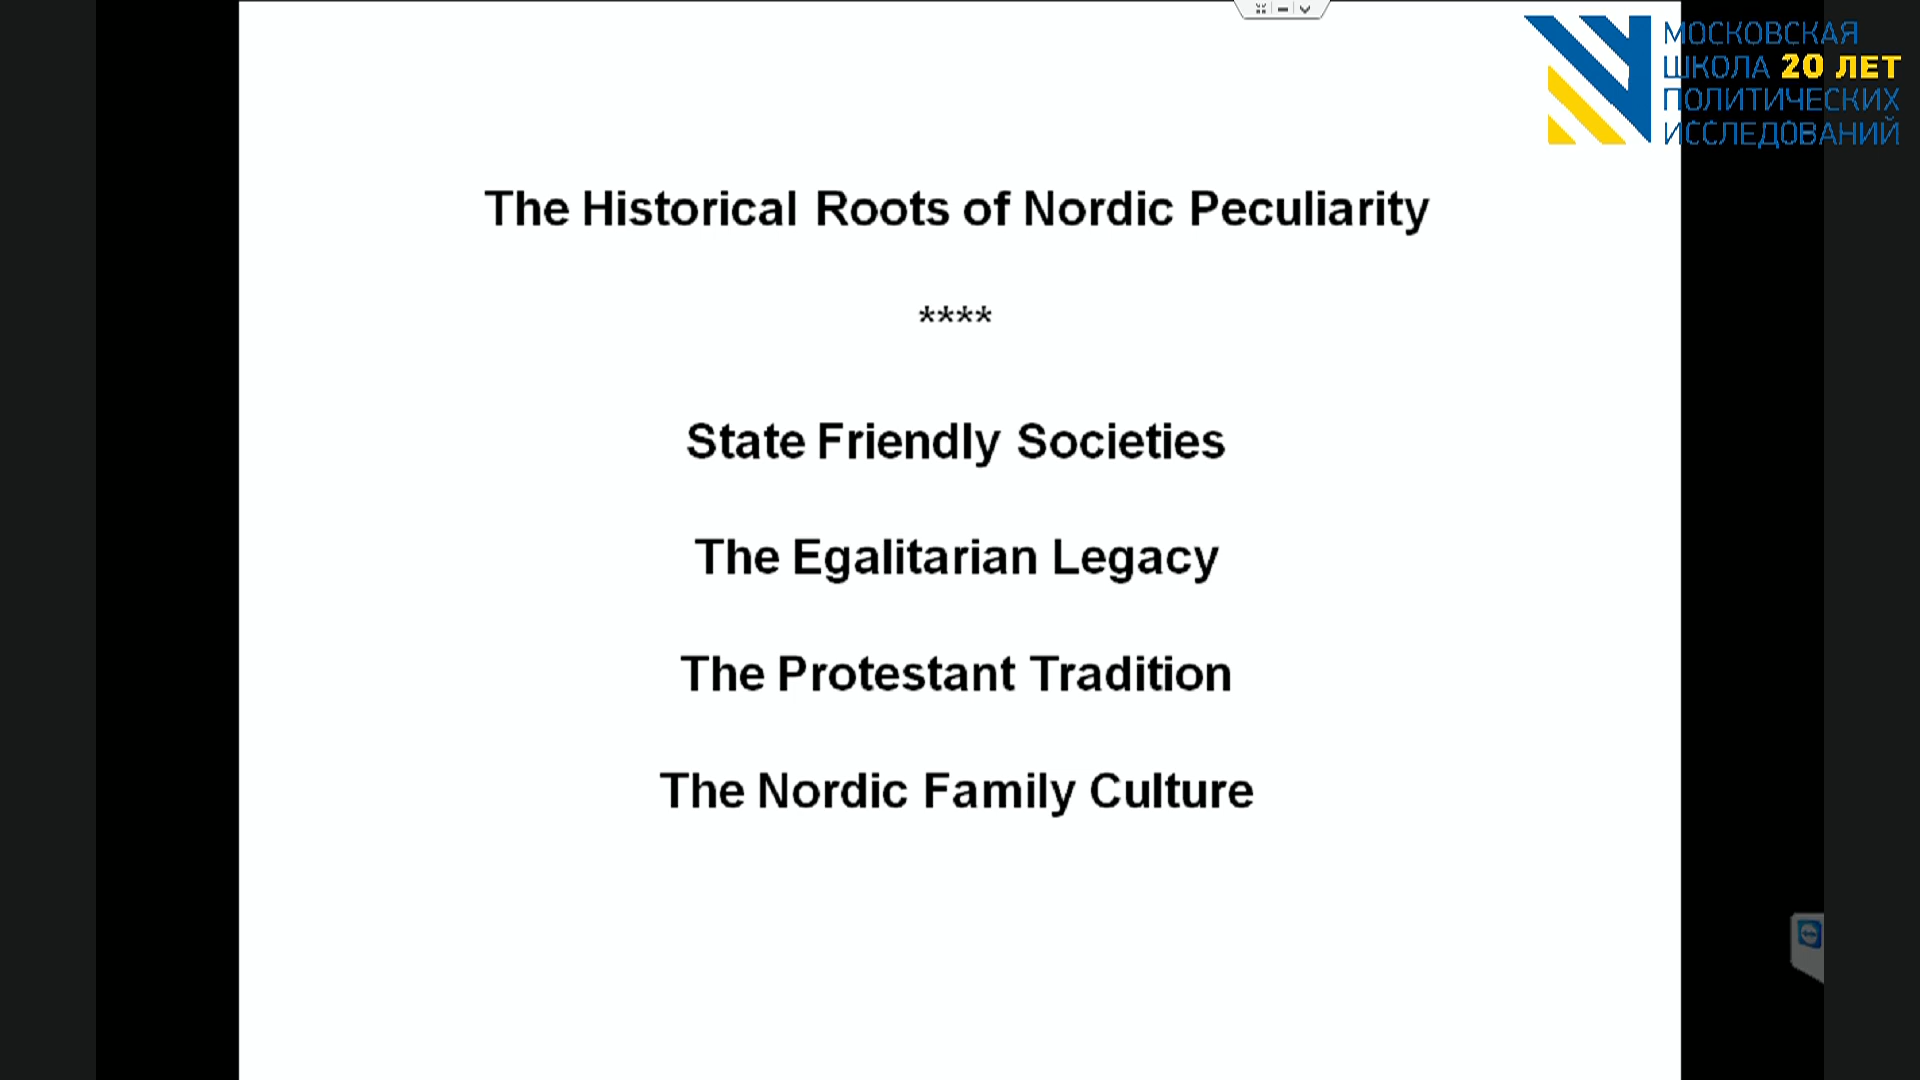 МОСКОВСКАЯ
ШКОЛА 20 ЛЕТ
ПОЛИТИЧЕСКИХ
ИССЛЕДОВАНИЙ
The Historical Roots of Nordic Peculiarity
****
State Friendly Societies
The Egalitarian Legacy
The Protestant Tradition
The Nordic Family Culture